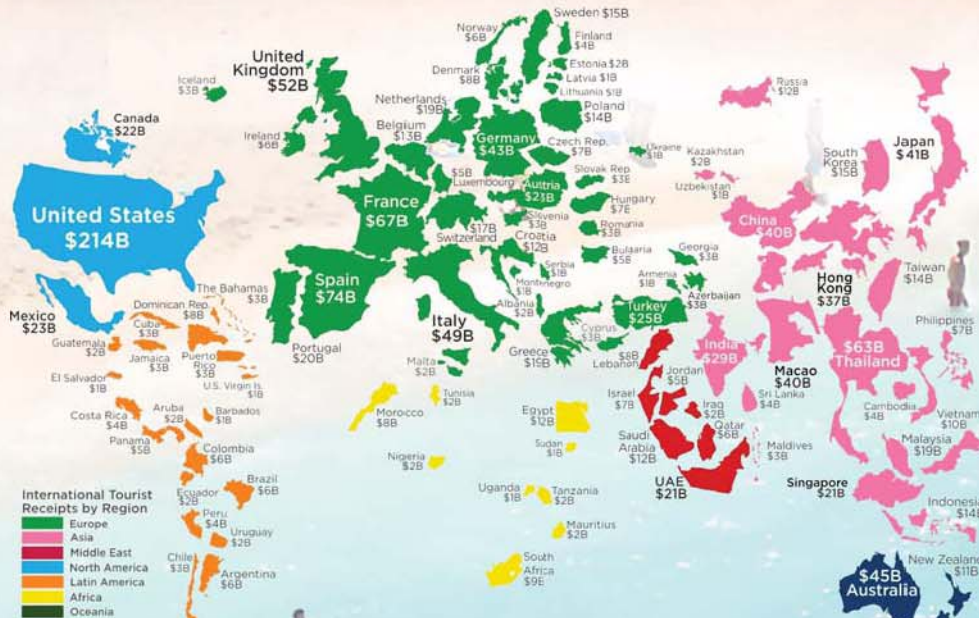 Sweden $15B
Norway
$6B
Finland
$4B
United
Kingdom
$52B
Estonia $2B
Denmark
$8B
Latvia $1B
Lithuania $1B
Iceland
$3B
Russia
$12B
Netherlands
$19B
Poland
$14B
Canada
$22B
Belgium
$13B
Germany
$43B
Ireland
$6B
Czech Rep.
$7B
Ukraine
$1B
Kazakhstan
$2B
South
Korea
$15B
Japan
$41B
$5B
Luxembourg
Slovak Rep.
Uzbekistan
$1B
Austria
$23B
France
$67B
Hungary
United States
$214B
Slovenia
$3B
Romania
$3B
China
$40B
$17B
Switzerland
Croatia
$12B
Bulgaria
$5B
Georgia
$3B
Serbia
$1B
Montenegro
$1B
Spain
$74B
Armenia
$1B
Azerbaijan
$3B
Hong
Kong
$37B
Taiwan
$14B
The Bahamas
$3B
Albania
$2B
Dominican Rep.
$8B
Mexico
$23B
Cuba
$3B
Italy
$49B
Turkey
$25B
Philippines
$7B
Guatemala
$2B
Portugal
$20B
Cyprus
$3B
India
$29B
$63B
Thailand
Jamaica
$3B
Puerto
Rico
$3B
Greece
$19B
$8B
Lebanon
Malta
$2B
Macao
$40B
El Salvador
$1B
U.S. Virgin Is.
$1B
Tunisia
$2B
Jordan
$5B
Israel
$7B
Sri Lanka
$4B
Cambodia
$4B
Costa Rica
$4B
Aruba
$2B
Barbados
$1B
Morocco
$8B
Egypt
$12B
Iraq
$2B
Vietnam
$10B
Panama
$5B
Qatar
$6B
Colombia
$6B
Sudan
$1B
Saudi
Arabia
$12B
Maldives
$3B
Malaysia
$19B
Nigeria
$2B
Brazil
$6B
UAE
$21B
Singapore
$21B
Ecuador
$2B
Uganda
$1B
Tanzania
$2B
Indonesia
$14B
Peru
$4B
Uruguay
$2B
Mauritius
$2B
Chile
$3B
Argentina
$6B
South
Africa
New Zealand
$11B
$45B
Australia
International Tourist
Receipts by Region
Europe
Asia
Middle East
North America
Latin America
Africa
Oceania